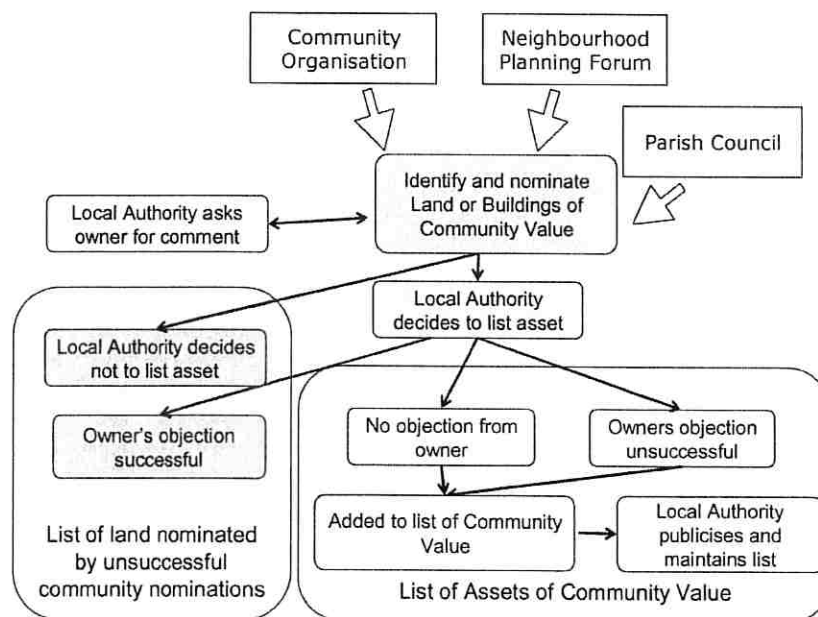 Community
Organisation
Neighbourhood
Planning Forum
Parish Council
Identify and nominate
Land or Buildings of
Community Value
Local Authority asks
owner for comment
Local Authority
decides to list asset
Local Authority decides
not to list asset
Owner's objection
successful
No objection from
owner
Owners objection
unsuccessful
Added to list of Community
Value
Local Authority
publicises and
maintains list
List of land nominated
by unsuccessful
community nominations
List of Assets of Community Value